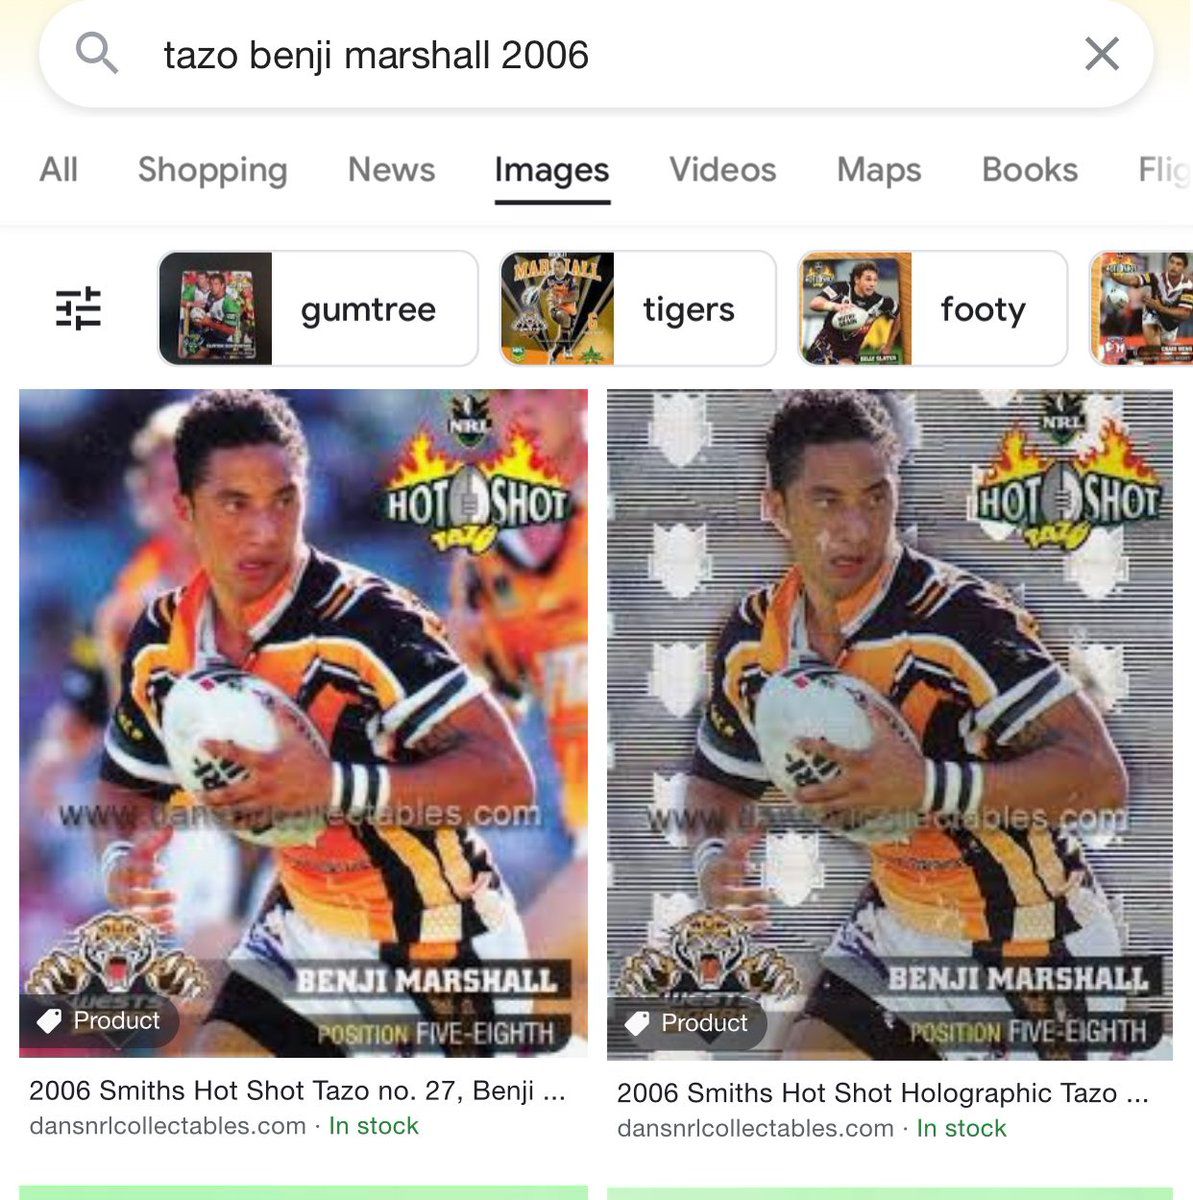 tazo benji marshall 2006
All Shopping News Images Videos Maps Books Flig
gumtree tigers footy
MARSHALL
NRL
HOT SHOT
TAZO
www.dansnrlcollectables.com
WESTS
BENJI MARSHALL
POSITION FIVE-EIGHTH
Product
2006 Smiths Hot Shot Tazo no. 27, Benji ...
dansnrlcollectables.com · In stock
NRL
HOT SHOT
TAZO
www.dansnrlcollectables.com
WESTS
BENJI MARSHALL
POSITION FIVE-EIGHTH
Product
2006 Smiths Hot Shot Holographic Tazo ...
dansnrlcollectables.com · In stock